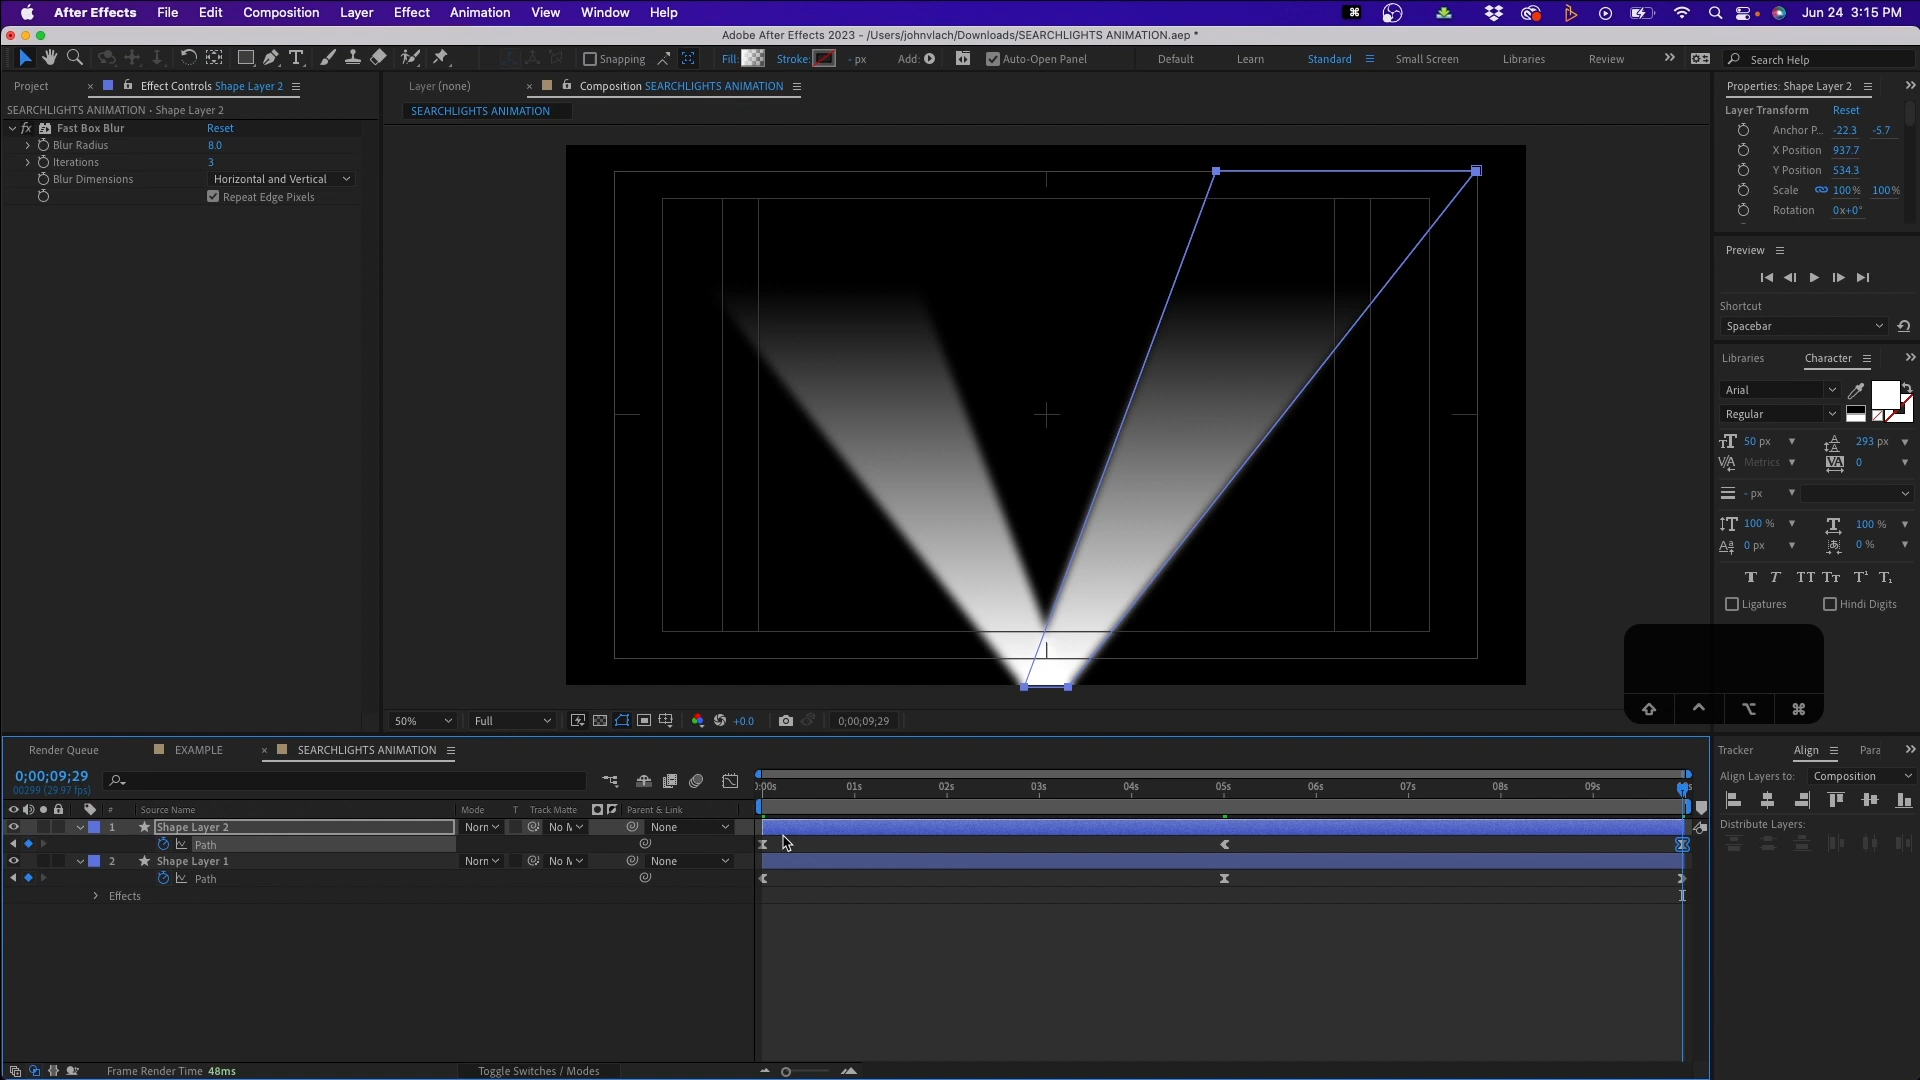 After Effects File Edit Composition Layer Effect Animation View Window Help Jun 24 3:15 PM
Adobe After Effects 2023 - /Users/johnvlach/Downloads/SEARCHLIGHTS ANIMATION.aep *
Snapping Fill: Stroke: - px Add: Auto-Open Panel Default Learn Standard Small Screen Libraries Review Search Help
Project Effect Controls Shape Layer 2 Layer (none) Composition SEARCHLIGHTS ANIMATION Properties: Shape Layer 2
SEARCHLIGHTS ANIMATION • Shape Layer 2 SEARCHLIGHTS ANIMATION Layer Transform Reset
fx Fast Box Blur Reset
Blur Radius 8.0
Iterations 3
Blur Dimensions Horizontal and Vertical
Repeat Edge Pixels
Anchor P... -22.3 -5.7
X Position 937.7
Y Position 534.3
Scale 100% 100%
Rotation 0x+0°
Preview
Shortcut
Spacebar
Libraries Character
Arial
Regular
50 px 293 px
Metrics 0
- px
100 % 100 %
0 px 0 %
T T TT Tт T¹ T₁
Ligatures Hindi Digits
50% Full +0.0 0;00;09;29
Render Queue EXAMPLE SEARCHLIGHTS ANIMATION Tracker Align Para
0;00;09;29
00299 (29.97 fps)
Align Layers to: Composition
:00s 01s 02s 03s 04s 05s 06s 07s 08s 09s
# Source Name Mode T Track Matte Parent & Link
1 Shape Layer 2 Norn No M None
Distribute Layers:
Path
2 Shape Layer 1 Norn No M None
Path
Effects
Frame Render Time 48ms Toggle Switches / Modes